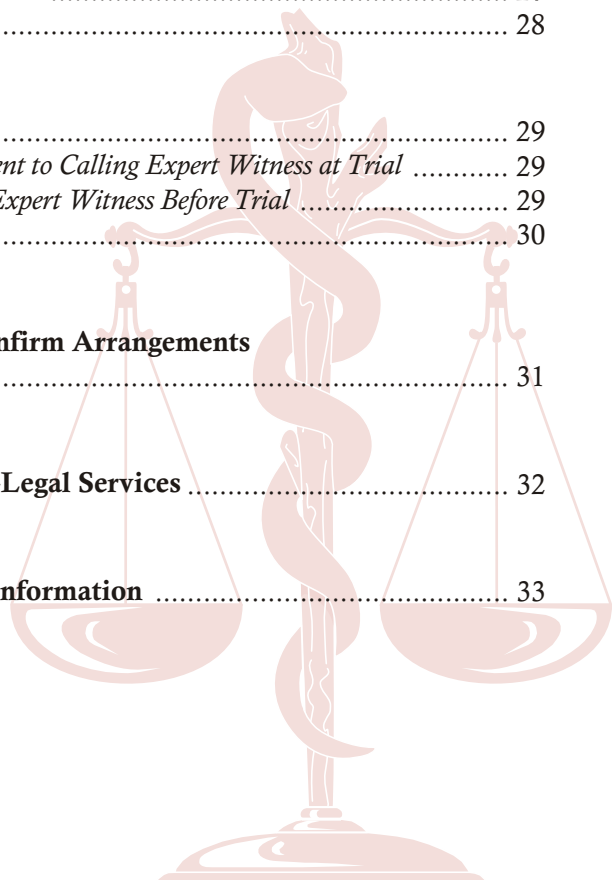 ........................................................ 28
........................................................ 29
ent to Calling Expert Witness at Trial ............ 29
Expert Witness Before Trial .......................... 29
........................................................ 30
nfirm Arrangements
........................................................ 31
Legal Services ........................................ 32
nformation ............................................ 33